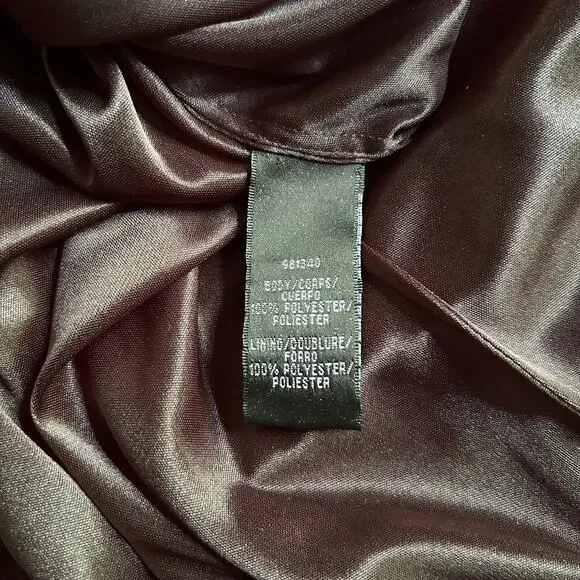 981340
BODY/CORPS/
CUERPO
100% POLYESTER/
POLIESTER
LINING/DOUBLURE/
FORRO
100% POLYESTER/
POLIESTER